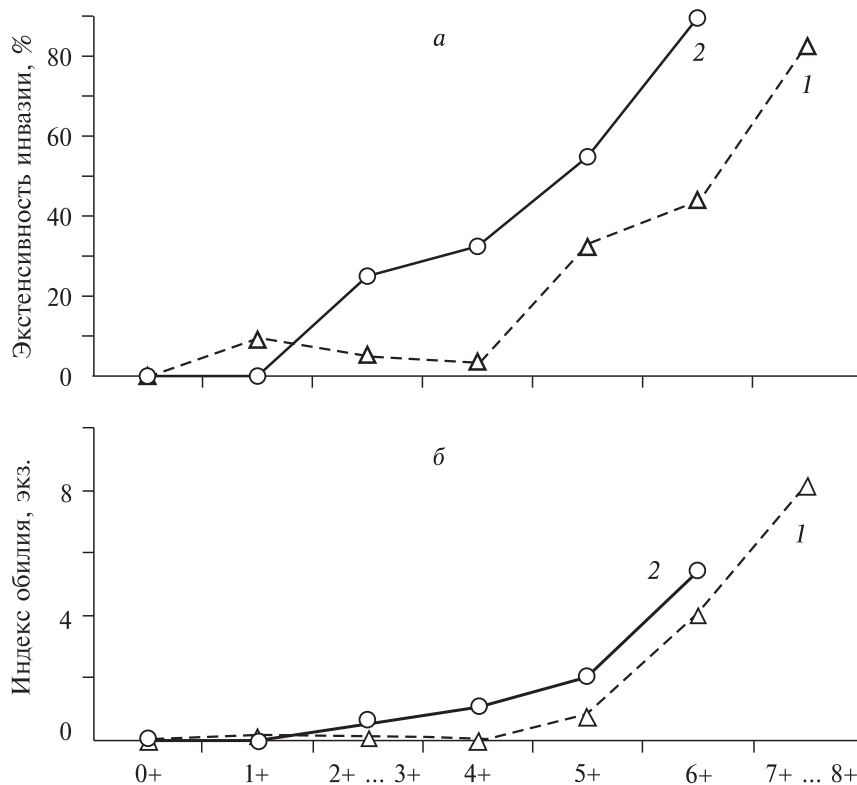 а
Экстенсивность инвазии, %
80
60
40
20
0
2
1
б
Индекс обилия, экз.
8
4
0
2
1
0+ 1+ 2+ ... 3+ 4+ 5+ 6+ 7+ ... 8+